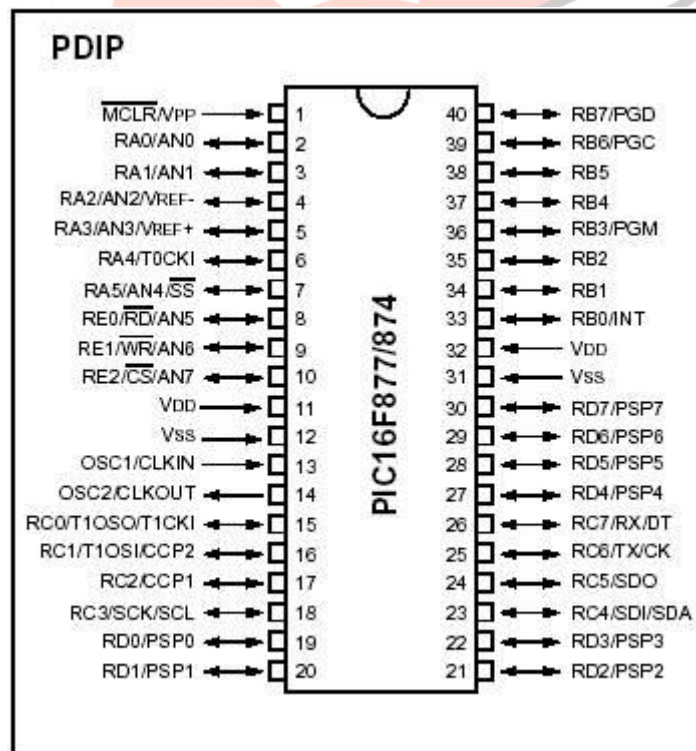 PDIP
MCLR/VPP 1 40 RB7/PGD
RA0/AN0 2 39 RB6/PGC
RA1/AN1 3 38 RB5
RA2/AN2/VREF- 4 37 RB4
RA3/AN3/VREF+ 5 36 RB3/PGM
RA4/T0CKI 6 35 RB2
RA5/AN4/SS 7 34 RB1
RE0/RD/AN5 8 33 RB0/INT
RE1/WR/AN6 9 32 VDD
RE2/CS/AN7 10 31 VSS
VDD 11 30 RD7/PSP7
VSS 12 29 RD6/PSP6
OSC1/CLKIN 13 28 RD5/PSP5
OSC2/CLKOUT 14 27 RD4/PSP4
RC0/T1OSO/T1CKI 15 26 RC7/RX/DT
RC1/T1OSI/CCP2 16 25 RC6/TX/CK
RC2/CCP1 17 24 RC5/SDO
RC3/SCK/SCL 18 23 RC4/SDI/SDA
RD0/PSP0 19 22 RD3/PSP3
RD1/PSP1 20 21 RD2/PSP2
PIC16F877/874